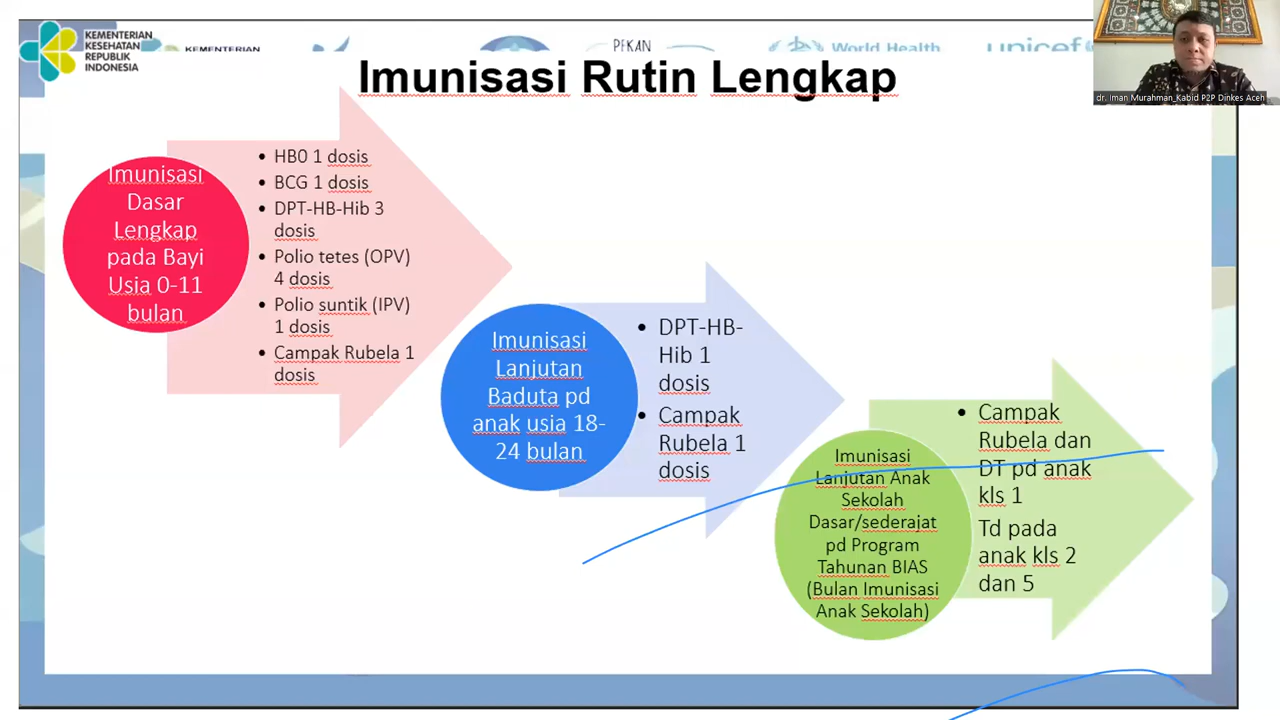 KEMENTERIAN
KESEHATAN
REPUBLIK
INDONESIA
KEMENTERIAN
PEKAN
World Health
unicef
dr. Iman Murahman_Kabid P2P Dinkes Aceh
Imunisasi Rutin Lengkap
Imunisasi
Dasar
Lengkap
pada Bayi
Usia 0-11
bulan
• HB0 1 dosis
• BCG 1 dosis
• DPT-HB-Hib 3
dosis
• Polio tetes (OPV)
4 dosis
• Polio suntik (IPV)
1 dosis
• Campak Rubela 1
dosis
Imunisasi
Lanjutan
Baduta pd
anak usia 18-
24 bulan
• DPT-HB-
Hib 1
dosis
• Campak
Rubela 1
dosis
Imunisasi
Lanjutan Anak
Sekolah
Dasar/sederajat
pd Program
Tahunan BIAS
(Bulan Imunisasi
Anak Sekolah)
• Campak
Rubela dan
DT pd anak
kls 1
Td pada
anak kls 2
dan 5